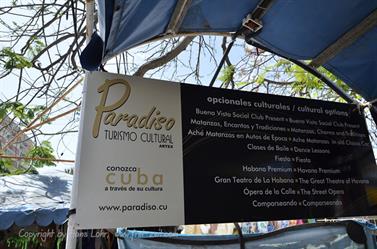 Paradiso
TURISMO CULTURAL
ARTEX
conozca
cuba
a través de su cultura
www.paradiso.cu
opcionales culturales / cultural options
Buena Vista Social Club Present » Buena Vista Social Club
Matanzas, Encantos y Tradiciones » Matanzas, Charms and
Aché Matanzas en Autos de Época » Aché Matanzas in old Classic Cars
Clases de Baile » Dance Lessons
Fiesta » Fiesta
Habana Premium » Havana Premium
Gran Teatro de La Habana » The Great Theatre of Havana
Ópera de la Calle » The Street Opera
Comparseando » Comparseando